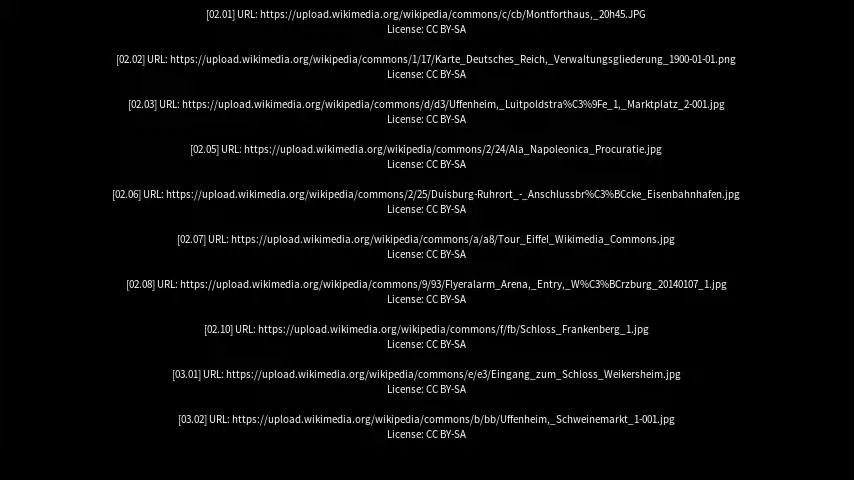 [02.01] URL: https://upload.wikimedia.org/wikipedia/commons/c/cb/Montforthaus,_20h45.JPG
License: CC BY-SA
[02.02] URL: https://upload.wikimedia.org/wikipedia/commons/1/17/Karte_Deutsches_Reich,_Verwaltungsgliederung_1900-01-01.png
License: CC BY-SA
[02.03] URL: https://upload.wikimedia.org/wikipedia/commons/d/d3/Uffenheim,_Luitpoldstra%C3%9Fe_1,_Marktplatz_2-001.jpg
License: CC BY-SA
[02.05] URL: https://upload.wikimedia.org/wikipedia/commons/2/24/Ala_Napoleonica_Procuratie.jpg
License: CC BY-SA
[02.06] URL: https://upload.wikimedia.org/wikipedia/commons/2/25/Duisburg-Ruhrort_-_Anschlussbr%C3%BCcke_Eisenbahnhafen.jpg
License: CC BY-SA
[02.07] URL: https://upload.wikimedia.org/wikipedia/commons/a/a8/Tour_Eiffel_Wikimedia_Commons.jpg
License: CC BY-SA
[02.08] URL: https://upload.wikimedia.org/wikipedia/commons/9/93/Flyeralarm_Arena,_Entry,_W%C3%BCrzburg_20140107_1.jpg
License: CC BY-SA
[02.10] URL: https://upload.wikimedia.org/wikipedia/commons/f/fb/Schloss_Frankenberg_1.jpg
License: CC BY-SA
[03.01] URL: https://upload.wikimedia.org/wikipedia/commons/e/e3/Eingang_zum_Schloss_Weikersheim.jpg
License: CC BY-SA
[03.02] URL: https://upload.wikimedia.org/wikipedia/commons/b/bb/Uffenheim,_Schweinemarkt_1-001.jpg
License: CC BY-SA